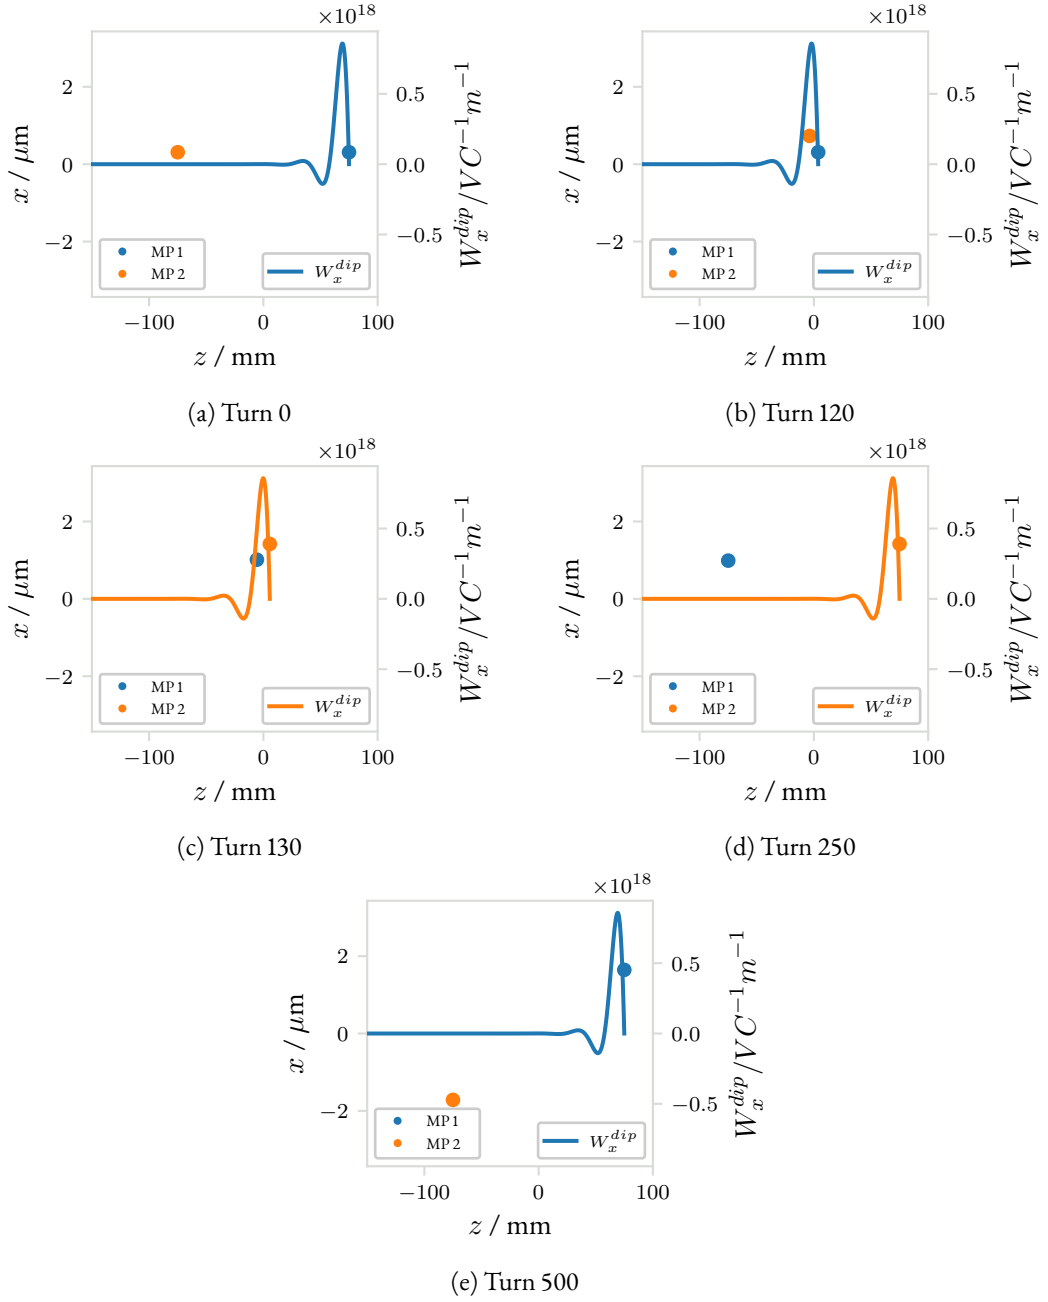 ×10^18
2
0
−2
x / μm
0.5
0.0
−0.5
W_x^{dip}/VC^{−1}m^{−1}
MP 1
MP 2
W_x^{dip}
−100
0
100
z / mm
(a) Turn 0
×10^18
2
0
−2
x / μm
0.5
0.0
−0.5
W_x^{dip}/VC^{−1}m^{−1}
MP 1
MP 2
W_x^{dip}
−100
0
100
z / mm
(b) Turn 120
×10^18
2
0
−2
x / μm
0.5
0.0
−0.5
W_x^{dip}/VC^{−1}m^{−1}
MP 1
MP 2
W_x^{dip}
−100
0
100
z / mm
(c) Turn 130
×10^18
2
0
−2
x / μm
0.5
0.0
−0.5
W_x^{dip}/VC^{−1}m^{−1}
MP 1
MP 2
W_x^{dip}
−100
0
100
z / mm
(d) Turn 250
×10^18
2
0
−2
x / μm
0.5
0.0
−0.5
W_x^{dip}/VC^{−1}m^{−1}
MP 1
MP 2
W_x^{dip}
−100
0
100
z / mm
(e) Turn 500